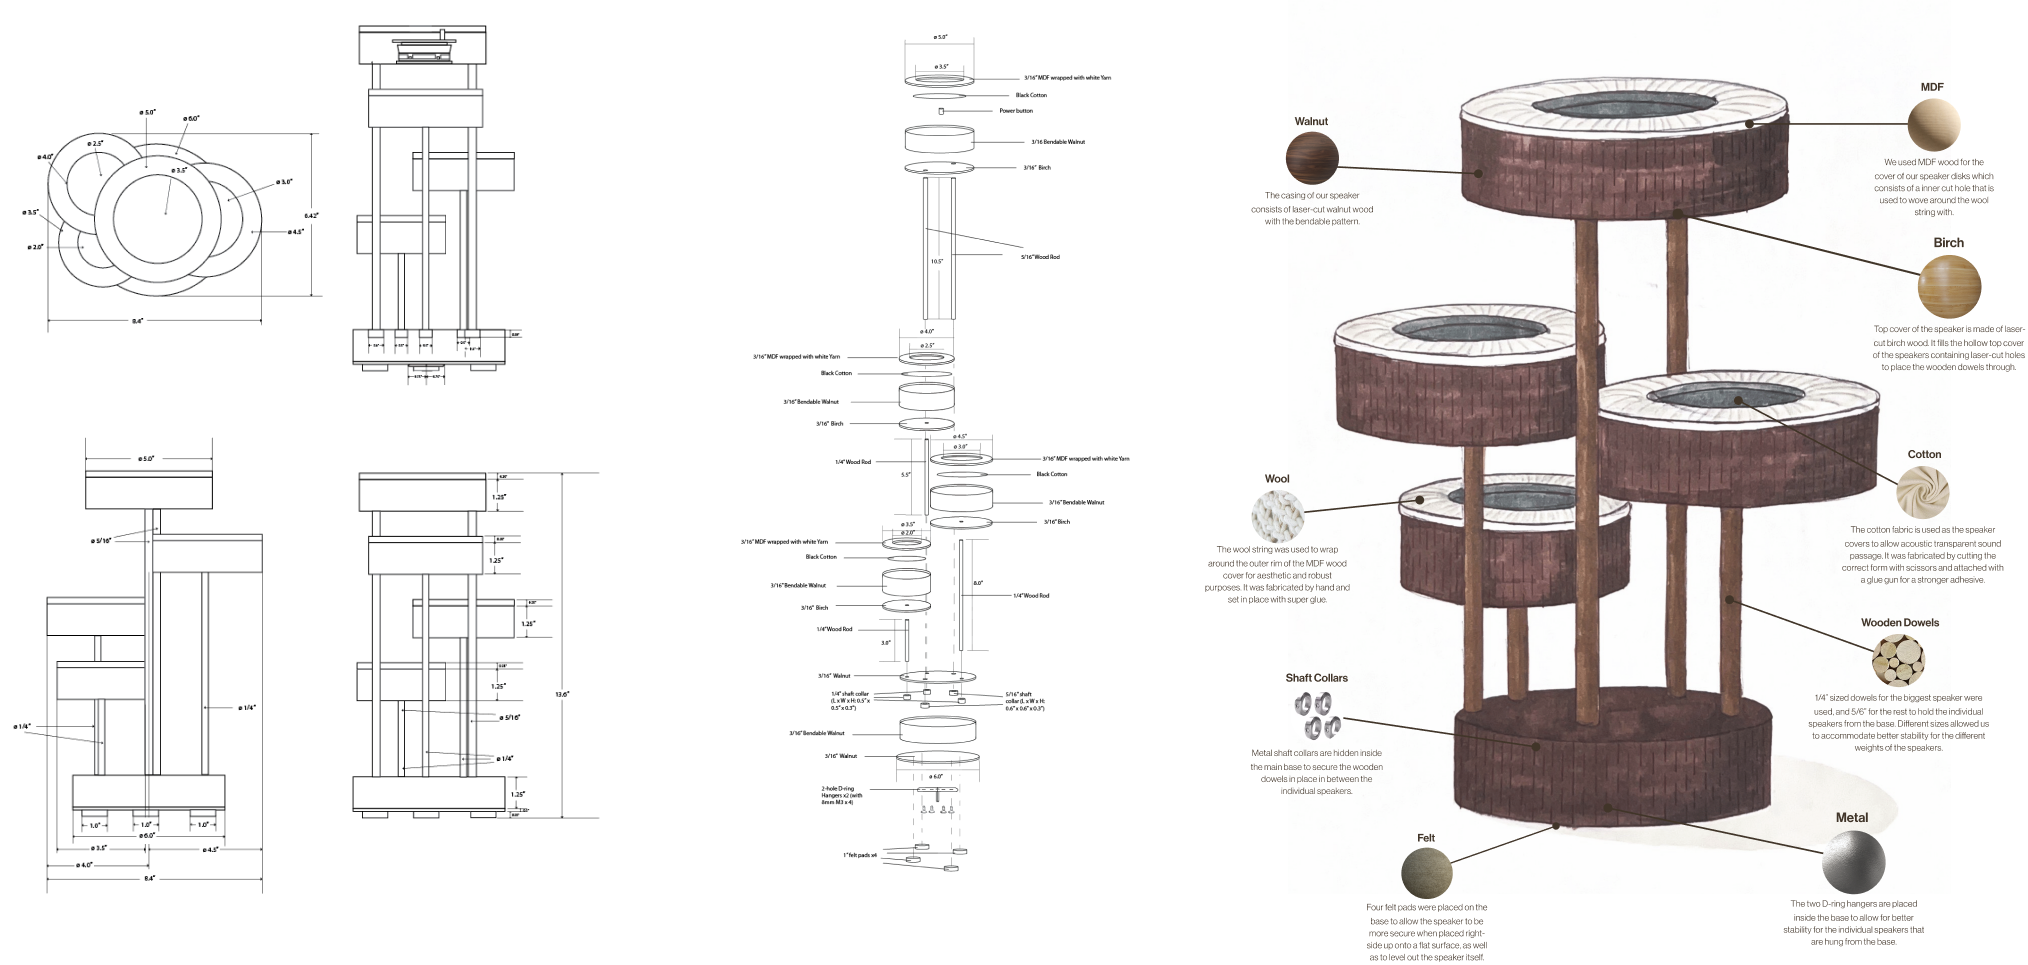 ø 5.0"
ø 6.0"
ø 2.5"
ø 4.0"
ø 3.5"
ø 3.0"
ø 3.5"
ø 4.5"
ø 2.0"
6.42"
8.4"
ø 5.0"
ø 5/16"
ø 1/4"
ø 1/4"
1.0"
1.0"
1.0"
ø 6.0"
ø 3.5"
ø 4.5"
ø 4.0"
8.4"
1.25"
1.25"
1.25"
1.25"
13.6"
ø 5/16"
ø 1/4"
1.25"
ø 5.0"
ø 3.5"
3/16" MDF wrapped with white Yarn
Black Cotton
Power button
3/16 Bendable Walnut
3/16" Birch
5/16" Wood Rod
10.5"
ø 4.0"
ø 2.5"
3/16" MDF wrapped with white Yarn
Black Cotton
3/16" Bendable Walnut
3/16" Birch
ø 4.5"
ø 3.0"
3/16" MDF wrapped with white Yarn
1/4" Wood Rod
5.5"
Black Cotton
3/16" Bendable Walnut
3/16" Birch
ø 3.5"
ø 2.0"
3/16" MDF wrapped with white Yarn
Black Cotton
3/16" Bendable Walnut
8.0"
1/4" Wood Rod
3/16" Birch
1/4" Wood Rod
3.0"
3/16" Walnut
1/4" shaft collar
(L x W x H: 0.5" x
0.5" x 0.3")
5/16" shaft
collar (L x W x H:
0.6" x 0.6" x 0.3")
3/16" Bendable Walnut
3/16" Walnut
ø 6.0"
2-hole D-ring
Hangers x2 (with
8mm M3 x 4)
1" felt pads x4
Walnut
The casing of our speaker
consists of laser-cut walnut wood
with the bendable pattern.
MDF
We used MDF wood for the
cover of our speaker disks which
consists of a inner cut hole that is
used to wove around the wool
string with.
Birch
Top cover of the speaker is made of laser-
cut birch wood. It fills the hollow top cover
of the speakers containing laser-cut holes
to place the wooden dowels through.
Wool
The wool string was used to wrap
around the outer rim of the MDF wood
cover for aesthetic and robust
purposes. It was fabricated by hand and
set in place with super glue.
Cotton
The cotton fabric is used as the speaker
covers to allow acoustic transparent sound
passage. It was fabricated by cutting the
correct form with scissors and attached with
a glue gun for a stronger adhesive.
Wooden Dowels
1/4" sized dowels for the biggest speaker were
used, and 5/6" for the rest to hold the individual
speakers from the base. Different sizes allowed us
to accommodate better stability for the different
weights of the speakers.
Shaft Collars
Metal shaft collars are hidden inside
the main base to secure the wooden
dowels in place in between the
individual speakers.
Felt
Four felt pads were placed on the
base to allow the speaker to be
more secure when placed right-
side up onto a flat surface, as well
as to level out the speaker itself.
Metal
The two D-ring hangers are placed
inside the base to allow for better
stability for the individual speakers that
are hung from the base.